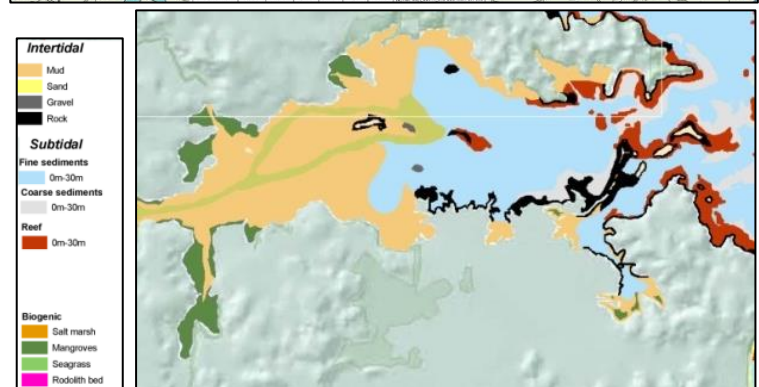 Intertidal
Mud
Sand
Gravel
Rock
Subtidal
Fine sediments
0m-30m
Coarse sediments
0m-30m
Reef
0m-30m
Biogenic
Salt marsh
Mangroves
Seagrass
Rodolith bed